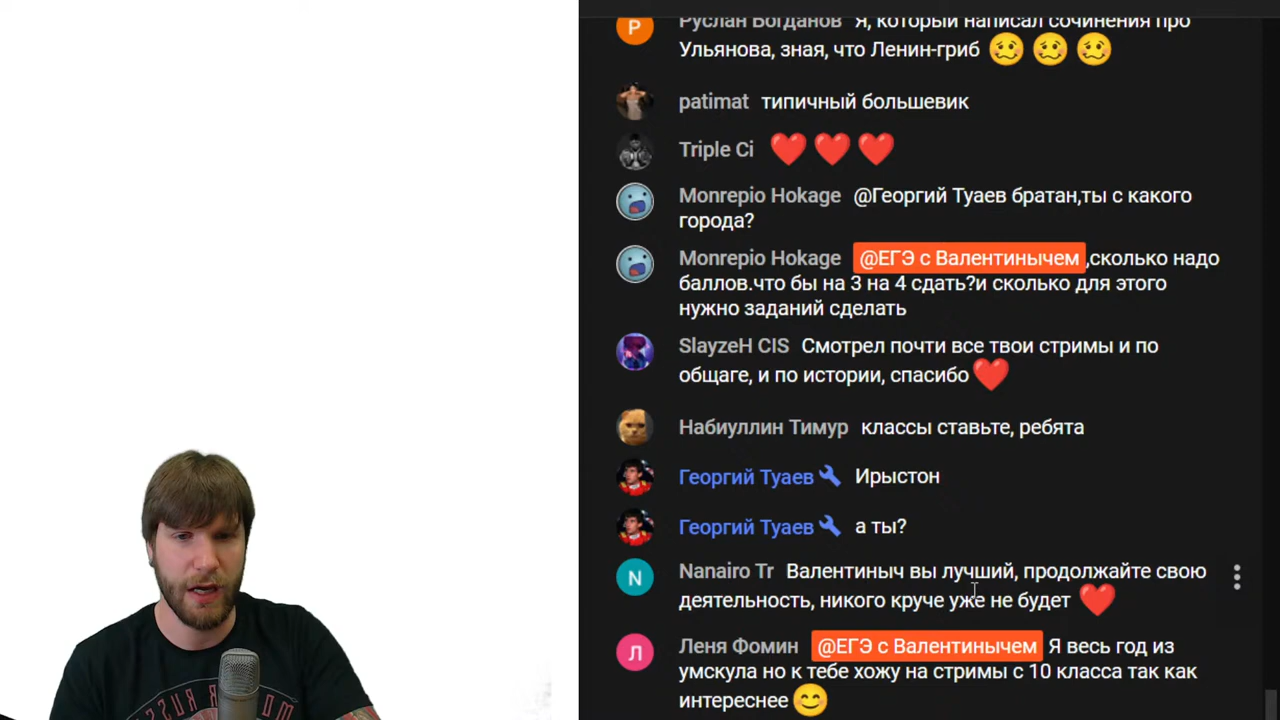 Руслан Богданов Я, который написал сочинения про
Ульянова, зная, что Ленин-гриб
patimat типичный большевик
Triple Ci
Monrepio Hokage @Георгий Туаев братан,ты с какого
города?
Monrepio Hokage @ЕГЭ с Валентинычем ,сколько надо
баллов.что бы на 3 на 4 сдать?и сколько для этого
нужно заданий сделать
SlayzeH CIS Смотрел почти все твои стримы и по
общаге, и по истории, спасибо
Набиуллин Тимур классы ставьте, ребята
Георгий Туаев Ирыстон
Георгий Туаев а ты?
N Nanairo Tr Валентиныч вы лучший, продолжайте свою
деятельность, никого круче уже не будет
Л Леня Фомин @ЕГЭ с Валентинычем Я весь год из
умскула но к тебе хожу на стримы с 10 класса так как
интереснее